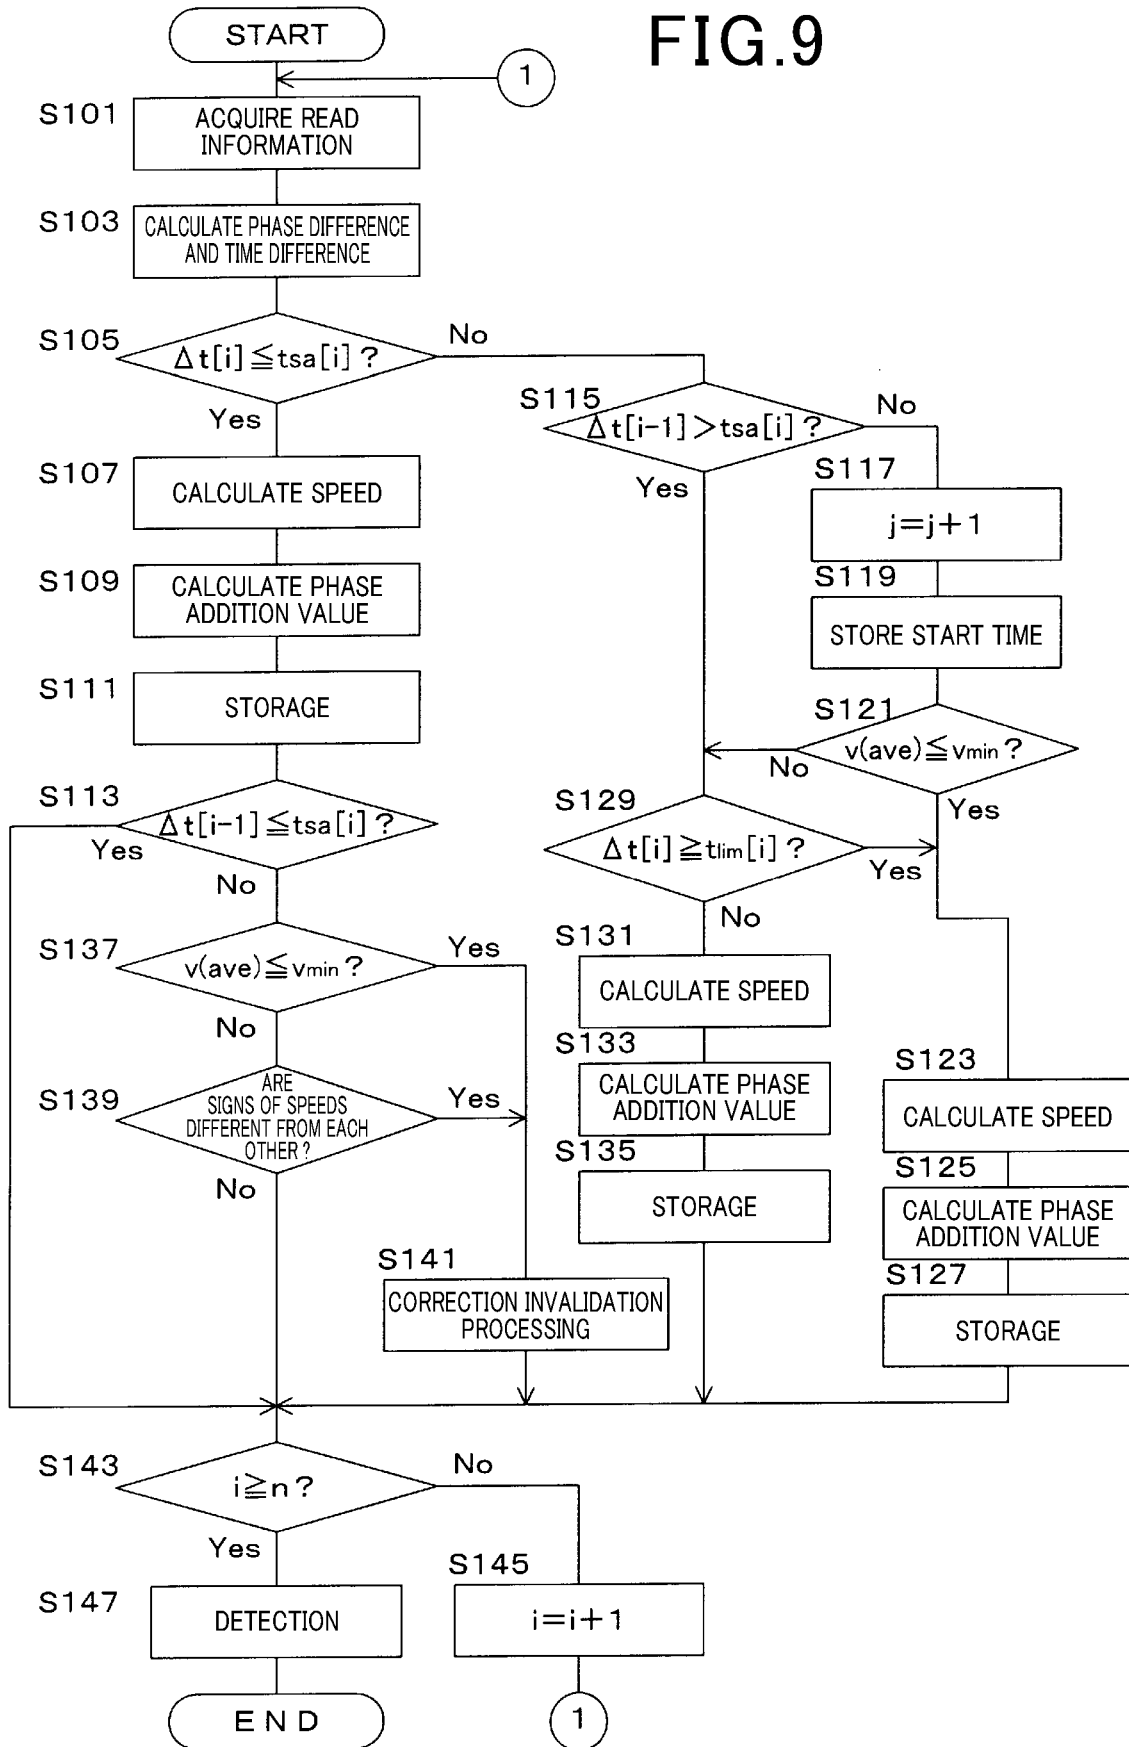 FIG.9
START
1
S101
ACQUIRE READ
INFORMATION
S103
CALCULATE PHASE DIFFERENCE
AND TIME DIFFERENCE
S105
Δt[i]≦tsa[i]?
No
Yes
S107
CALCULATE SPEED
S109
CALCULATE PHASE
ADDITION VALUE
S111
STORAGE
S113
Δt[i-1]≦tsa[i]?
Yes
No
S137
v(ave)≦vmin?
Yes
No
S139
ARE
SIGNS OF SPEEDS
DIFFERENT FROM EACH
OTHER?
Yes
No
S141
CORRECTION INVALIDATION
PROCESSING
S115
Δt[i-1]>tsa[i]?
No
Yes
S117
j=j+1
S119
STORE START TIME
S121
v(ave)≦vmin?
No
Yes
S129
Δt[i]≧tlim[i]?
Yes
No
S131
CALCULATE SPEED
S133
CALCULATE PHASE
ADDITION VALUE
S135
STORAGE
S123
CALCULATE SPEED
S125
CALCULATE PHASE
ADDITION VALUE
S127
STORAGE
S143
i≧n?
No
Yes
S145
i=i+1
1
S147
DETECTION
END